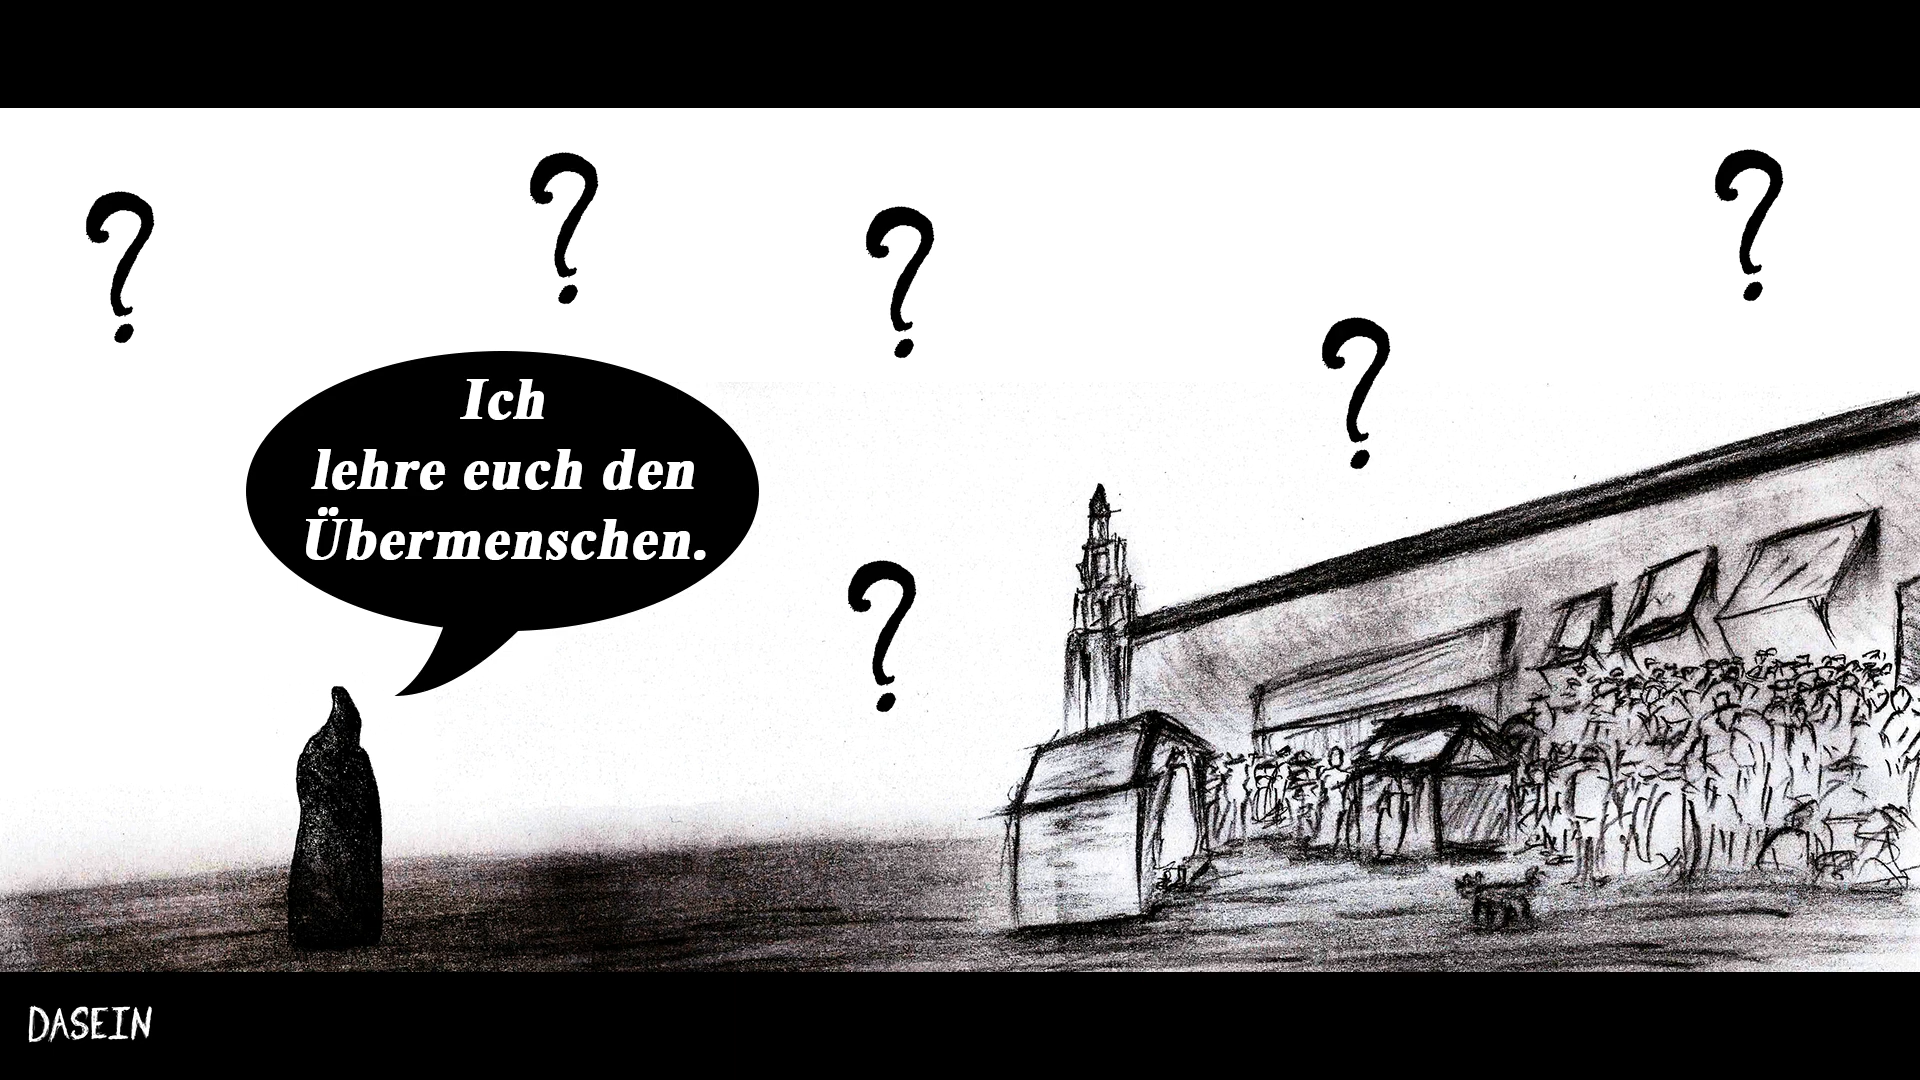 ?
?
?
?
?
?
Ich
lehre euch den
Übermenschen.
?
DASEIN